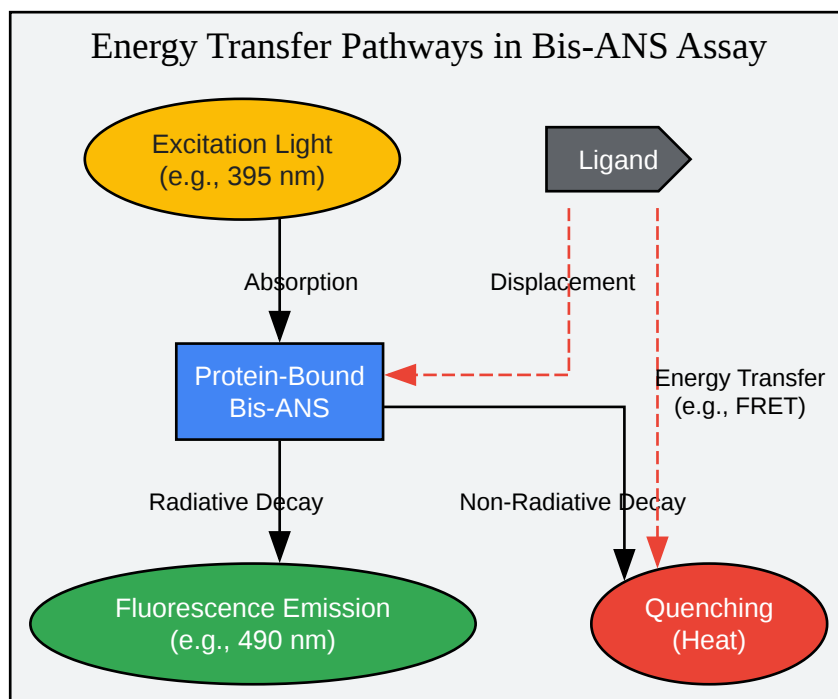 Energy Transfer Pathways in Bis-ANS Assay
Excitation Light
(e.g., 395 nm)
Ligand
Absorption
Displacement
Protein-Bound
Bis-ANS
Energy Transfer
(e.g., FRET)
Radiative Decay
Non-Radiative Decay
Fluorescence Emission
(e.g., 490 nm)
Quenching
(Heat)